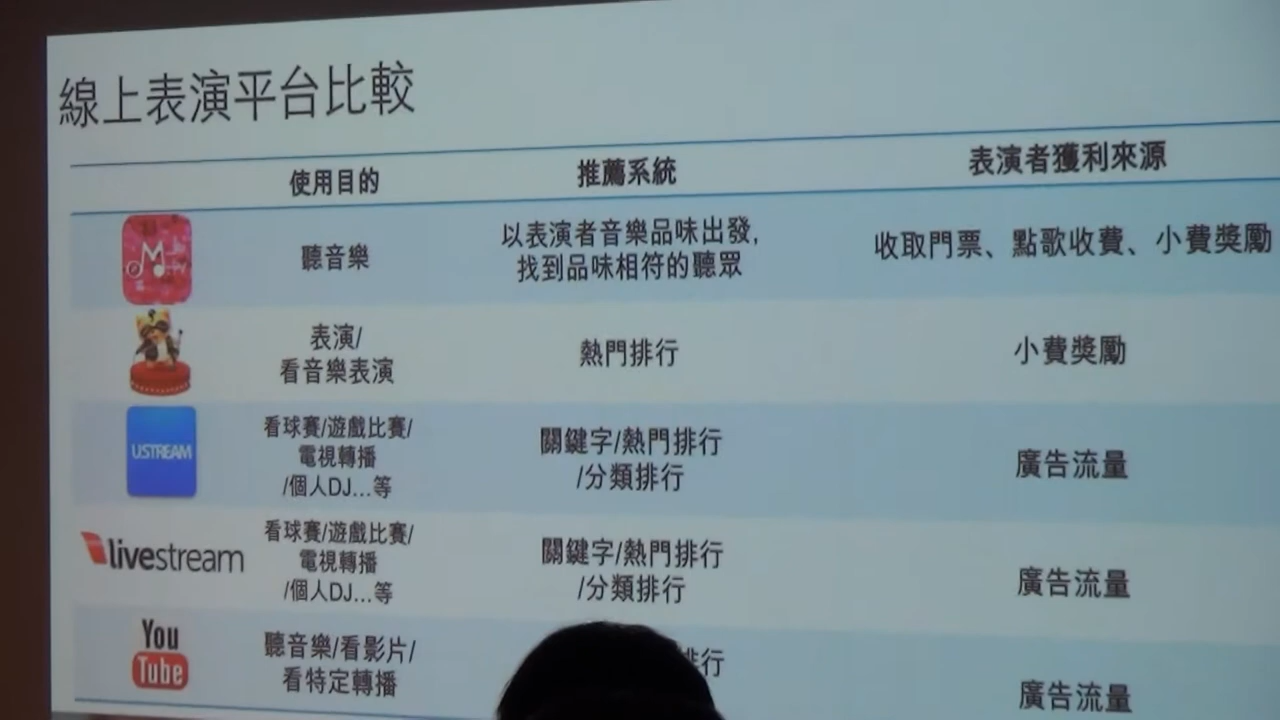 線上表演平台比較
使用目的 推薦系統 表演者獲利來源
M
聽音樂
以表演者音樂品味出發,
找到品味相符的聽眾
收取門票、點歌收費、小費獎勵
表演/
看音樂表演
熱門排行
小費獎勵
USTREAM
看球賽/遊戲比賽/
電視轉播
/個人DJ...等
關鍵字/熱門排行
/分類排行
廣告流量
livestream
看球賽/遊戲比賽/
電視轉播
/個人DJ...等
關鍵字/熱門排行
/分類排行
廣告流量
You
Tube
聽音樂/看影片/
看特定轉播
行
廣告流量